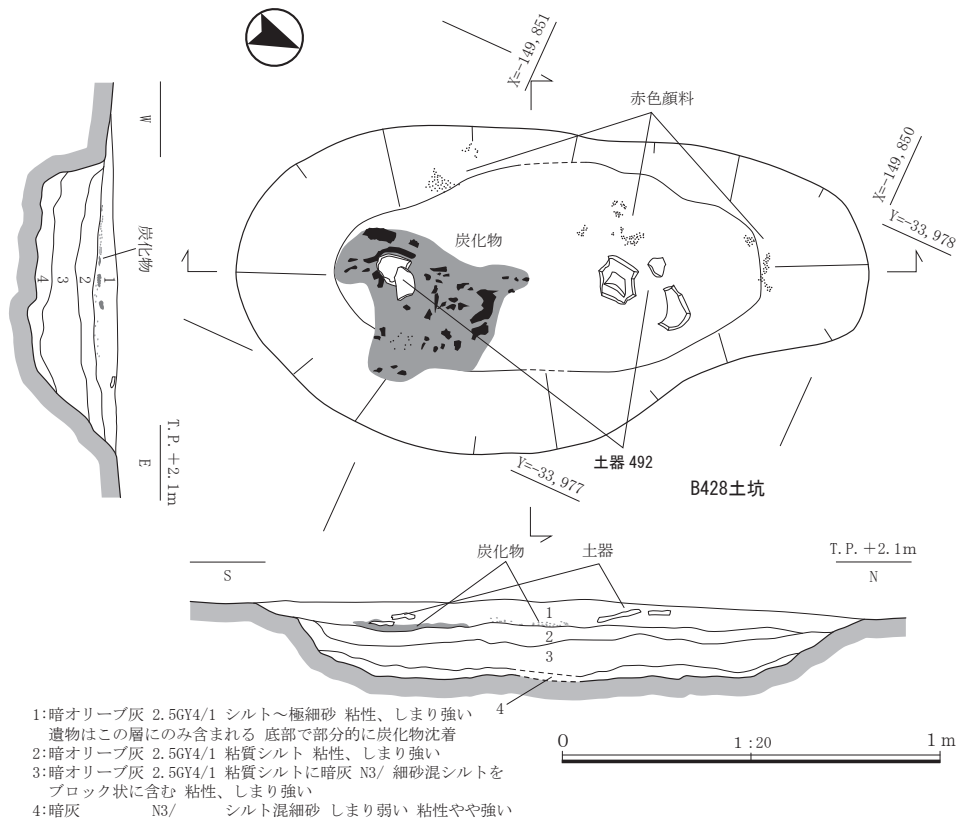 X=-149,851
赤色顔料
X=-149,850
Y=-33,978
W
炭化物
炭化物
1
2
3
4
E
T.P.+2.1m
土器 492
Y=-33,977
B428土坑
炭化物
土器
T.P.+2.1m
S
N
1
2
3
4
1:暗オリーブ灰 2.5GY4/1 シルト～極細砂 粘性、しまり強い
遺物はこの層にのみ含まれる 底部で部分的に炭化物沈着
2:暗オリーブ灰 2.5GY4/1 粘質シルト 粘性、しまり強い
3:暗オリーブ灰 2.5GY4/1 粘質シルトに暗灰 N3/ 細砂混シルトを
ブロック状に含む 粘性、しまり強い
4:暗灰 N3/ シルト混細砂 しまり弱い 粘性やや強い
0
1:20
1m